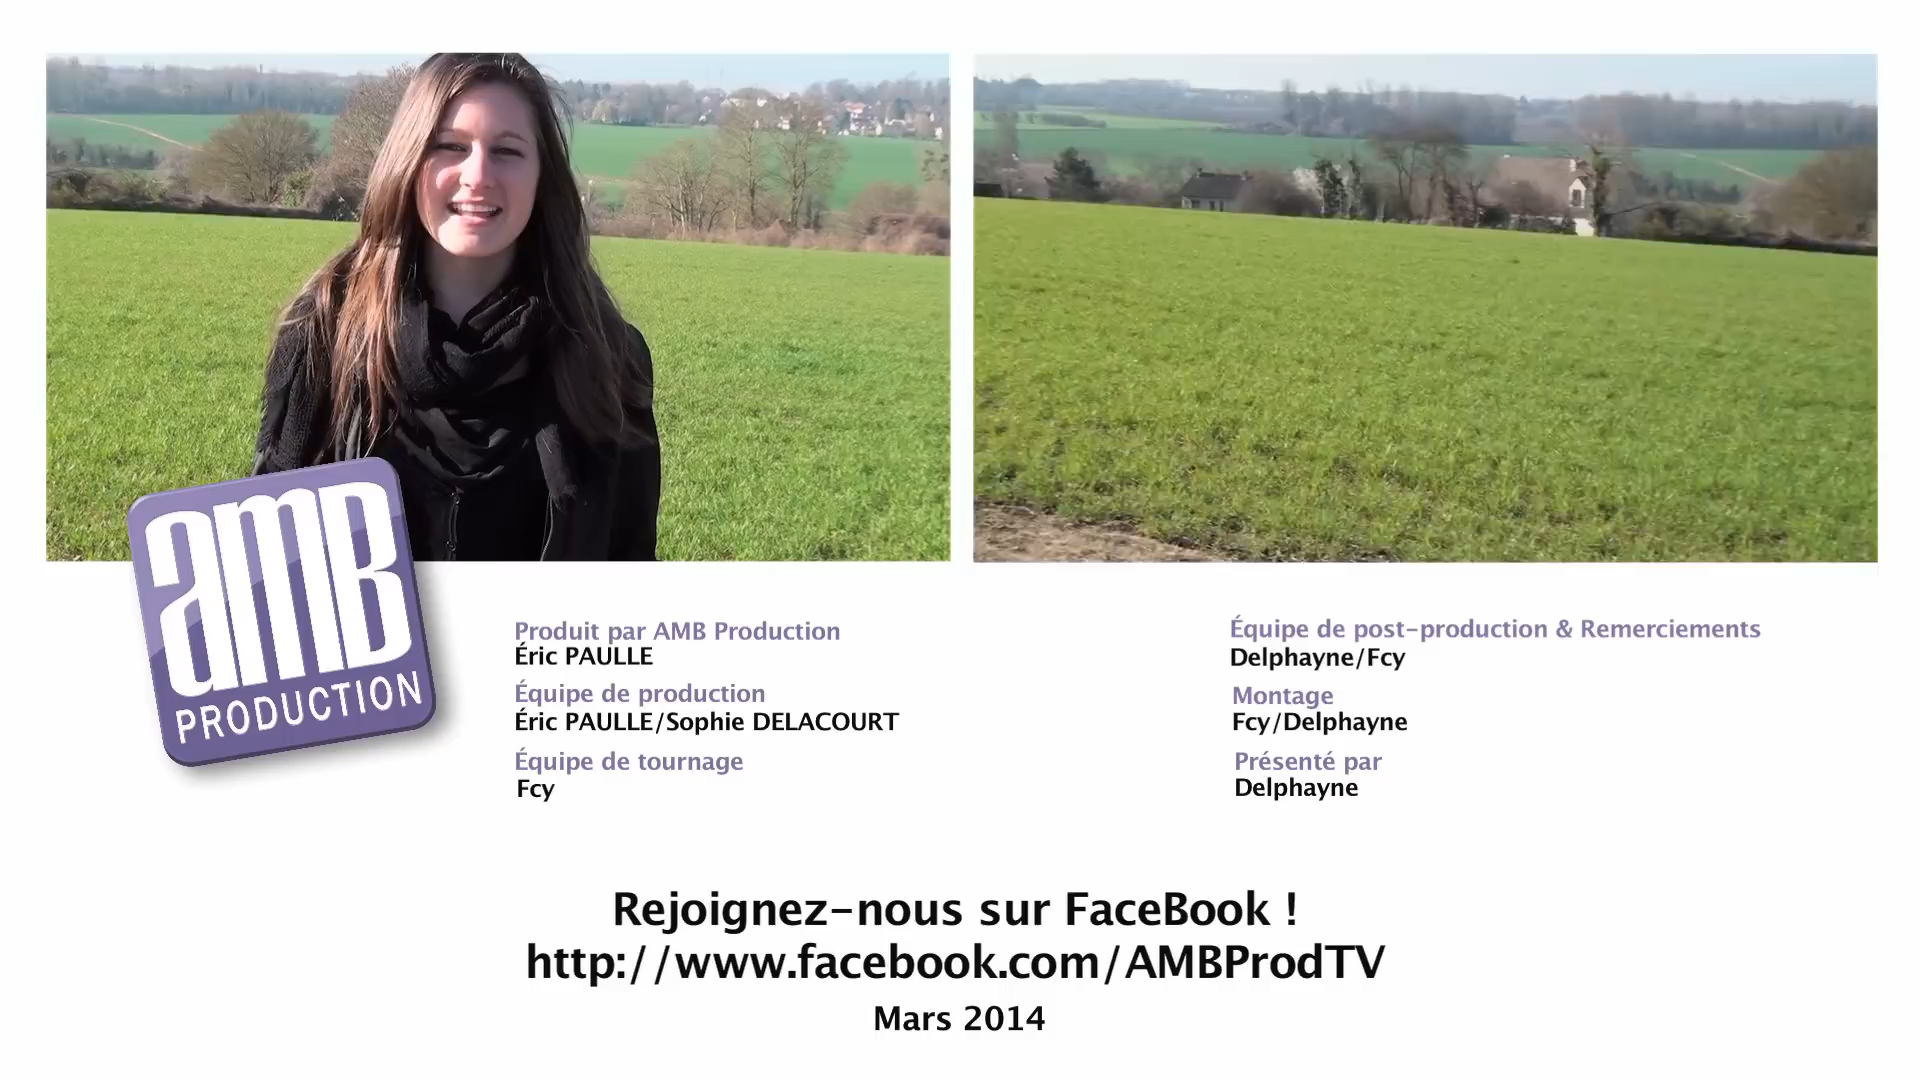 aMB
PRODUCTION
Produit par AMB Production
Éric PAULLE
Équipe de production
Éric PAULLE/Sophie DELACOURT
Équipe de tournage
Fcy
Équipe de post-production & Remerciements
Delphayne/Fcy
Montage
Fcy/Delphayne
Présenté par
Delphayne
Rejoignez-nous sur FaceBook !
http://www.facebook.com/AMBProdTV
Mars 2014